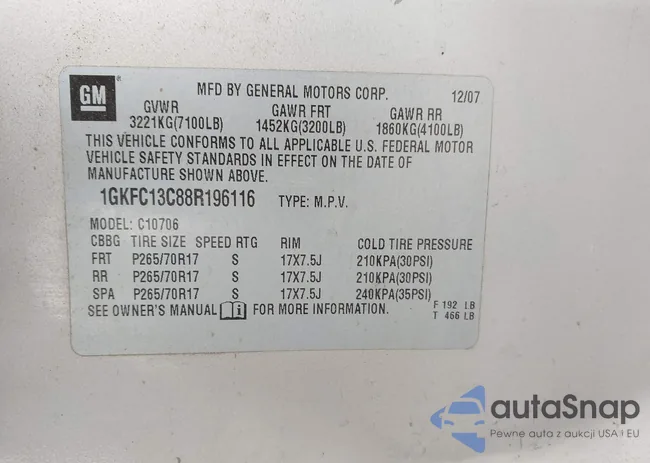 GM® MFD BY GENERAL MOTORS CORP. 12/07
GVWR GAWR FRT GAWR RR
3221KG(7100LB) 1452KG(3200LB) 1860KG(4100LB)
THIS VEHICLE CONFORMS TO ALL APPLICABLE U.S. FEDERAL MOTOR
VEHICLE SAFETY STANDARDS IN EFFECT ON THE DATE OF
MANUFACTURE SHOWN ABOVE.
1GKFC13C88R196116 TYPE: M.P.V.
MODEL: C10706
CBBG TIRE SIZE SPEED RTG RIM COLD TIRE PRESSURE
FRT P265/70R17 S 17X7.5J 210KPA(30PSI)
RR P265/70R17 S 17X7.5J 210KPA(30PSI)
SPA P265/70R17 S 17X7.5J 240KPA(35PSI)
SEE OWNER'S MANUAL FOR MORE INFORMATION.
F 192 LB
T 466 LB
autoSnap
Pewne auta z aukcji USA i EU